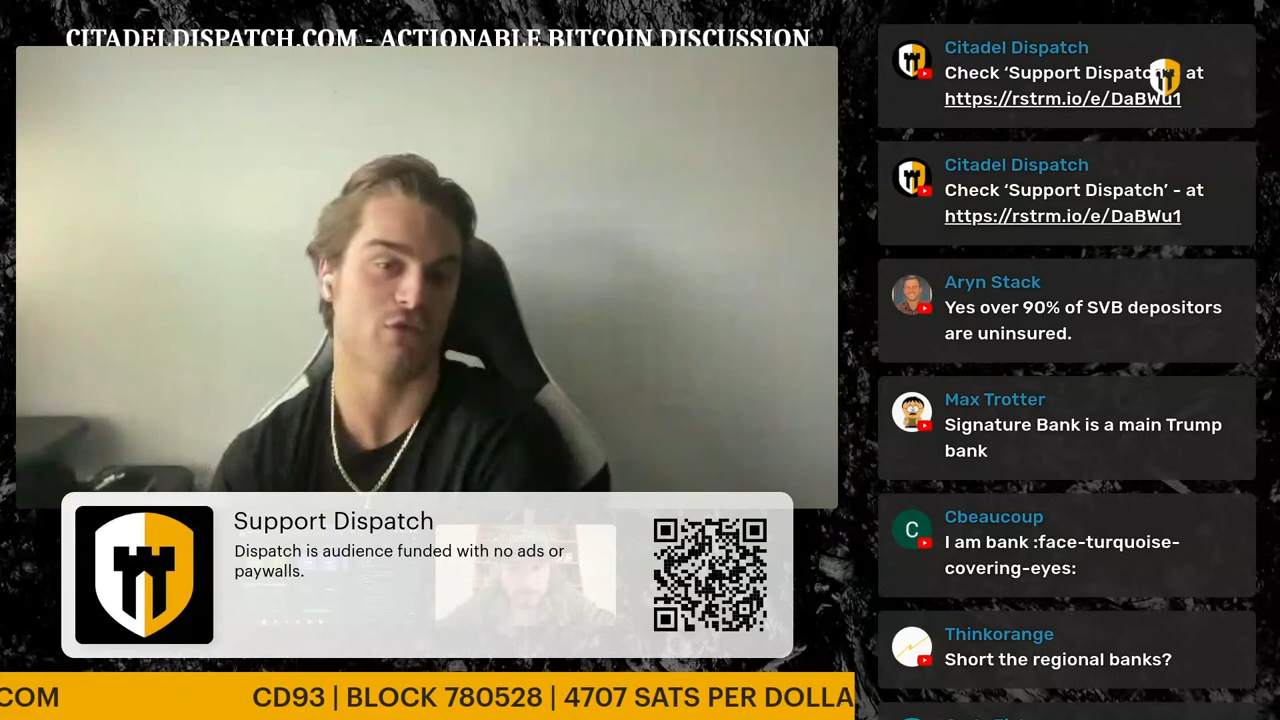 CITADELDISPATCH.COM - ACTIONABLE BITCOIN DISCUSSION
Support Dispatch
Dispatch is audience funded with no ads or
paywalls.
COM
CD93 | BLOCK 780528 | 4707 SATS PER DOLLA
Citadel Dispatch
Check ‘Support at
https://rstrm.io/e/DaBWu1
Citadel Dispatch
Check ‘Support Dispatch’ - at
https://rstrm.io/e/DaBWu1
Aryn Stack
Yes over 90% of SVB depositors
are uninsured.
Max Trotter
Signature Bank is a main Trump
bank
C
Cbeaucoup
I am bank :face-turquoise-
covering-eyes:
Thinkorange
Short the regional banks?